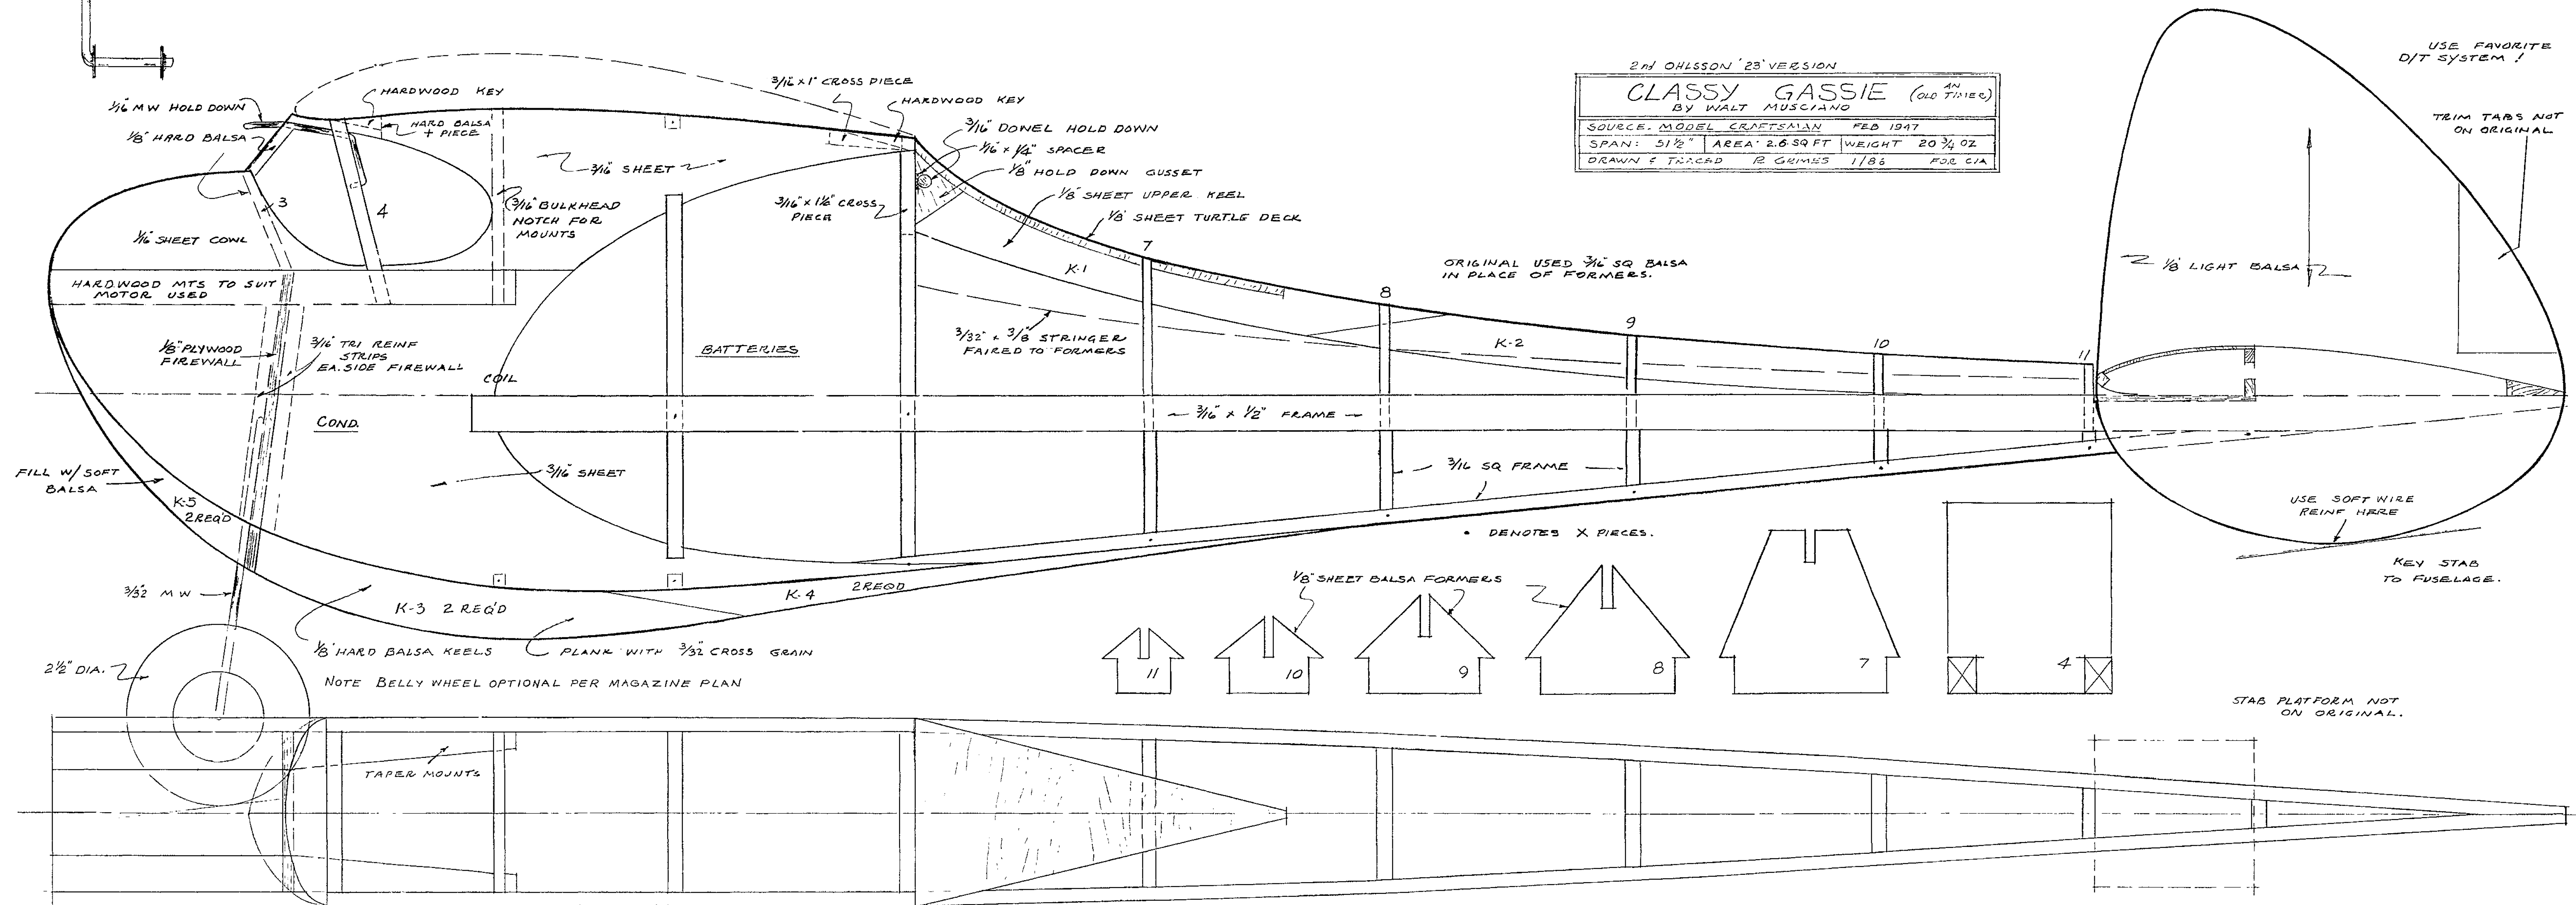 2nd OHLSSON '23' VERSION
CLASSY GASSIE (AN OLD TIMER)
BY WALT MUSCIANO
SOURCE. MODEL CRAFTSMAN FEB 1947
SPAN: 51½" AREA: 2.6 SQ FT WEIGHT 20 ¾ OZ
DRAWN & TRACED P. GRIMES 1/86 FOR CIA
USE FAVORITE
D/T SYSTEM !
TRIM TABS NOT
ON ORIGINAL
⅛" LIGHT BALSA
1/16 MW HOLD DOWN
⅛" HARD BALSA
HARDWOOD KEY
HARD BALSA
+ PIECE
3/16 x 1" CROSS PIECE
HARDWOOD KEY
3/16" DOWEL HOLD DOWN
1/16 x ¼" SPACER
⅛" HOLD DOWN GUSSET
⅛" SHEET UPPER KEEL
⅛" SHEET TURTLE DECK
3/16" SHEET
3
4
3/16" BULKHEAD
NOTCH FOR
MOUNTS
3/16" x 1½" CROSS
PIECE
1/16" SHEET COWL
HARDWOOD MTS TO SUIT
MOTOR USED
K-1
7
ORIGINAL USED 3/16 SQ BALSA
IN PLACE OF FORMERS.
8
9
10
11
⅛" PLYWOOD
FIREWALL
3/16" TRI REINF
STRIPS
EA. SIDE FIREWALL
BATTERIES
3/32" x 3/8" STRINGER
FAIRED TO FORMERS
K-2
COIL
COND.
3/16" x 1/2" FRAME
FILL W/ SOFT
BALSA
K-5
2 REQ'D
3/16" SHEET
3/16 SQ FRAME
• DENOTES X PIECES.
USE SOFT WIRE
REINF HERE
KEY STAB
TO FUSELAGE.
3/32 MW
K-3 2 REQ'D
K-4 2 REQD
⅛" SHEET BALSA FORMERS
⅛" HARD BALSA KEELS
PLANK WITH 3/32" CROSS GRAIN
2½" DIA.
NOTE BELLY WHEEL OPTIONAL PER MAGAZINE PLAN
11
10
9
8
7
4
STAB PLATFORM NOT
ON ORIGINAL.
TAPER MOUNTS